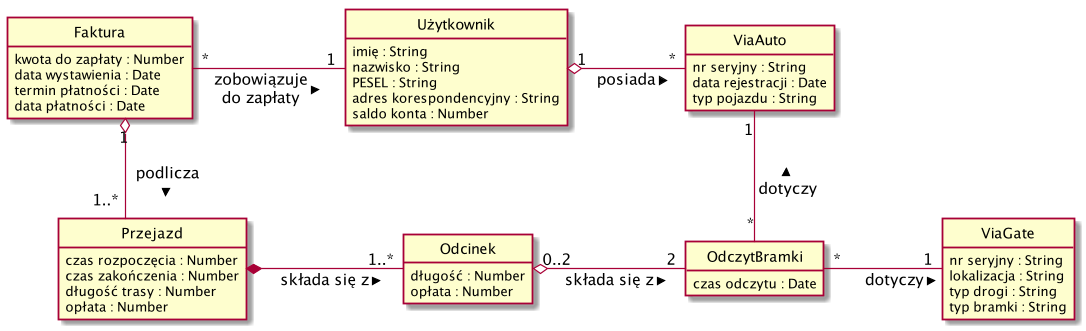 Faktura
kwota do zapłaty : Number
data wystawienia : Date
termin płatności : Date
data płatności : Date
*
1
zobowiązuje
do zapłaty ►
Użytkownik
imię : String
nazwisko : String
PESEL : String
adres korespondencyjny : String
saldo konta : Number
1
*
posiada►
ViaAuto
nr seryjny : String
data rejestracji : Date
typ pojazdu : String
1
podlicza
▼
1..*
1
▲
dotyczy
*
Przejazd
czas rozpoczęcia : Number
czas zakończenia : Number
długość trasy : Number
opłata : Number
1..*
składa się z►
Odcinek
długość : Number
opłata : Number
0..2
2
składa się z►
OdczytBramki
czas odczytu : Date
*
1
dotyczy►
ViaGate
nr seryjny : String
lokalizacja : String
typ drogi : String
typ bramki : String